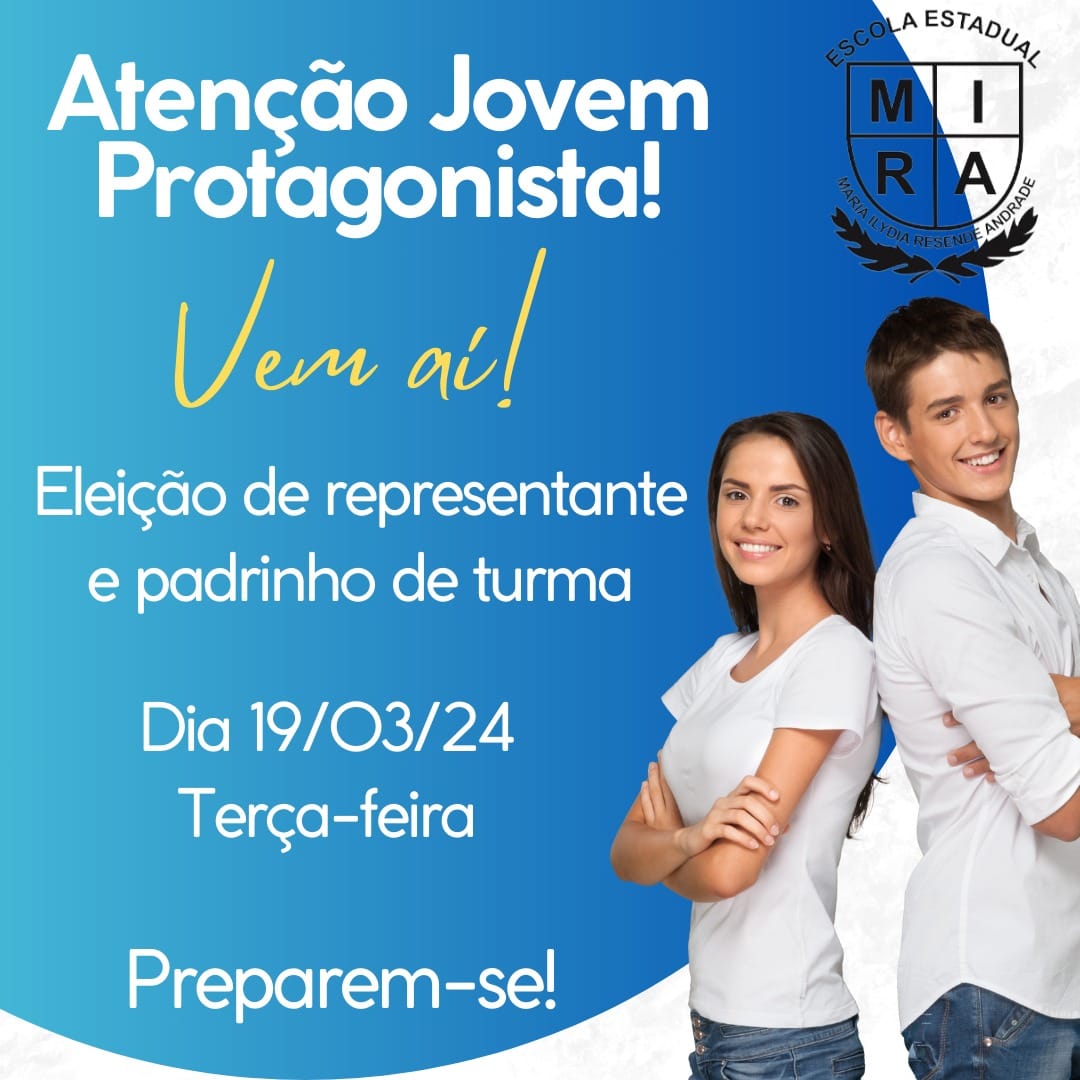 Atenção Jovem
Protagonista!
Vem aí!
Eleição de representante
e padrinho de turma
Dia 19/03/24
Terça-feira
Preparem-se!
ESCOLA ESTADUAL
M I
R A
MARIA ILYDIA RESENDE ANDRADE